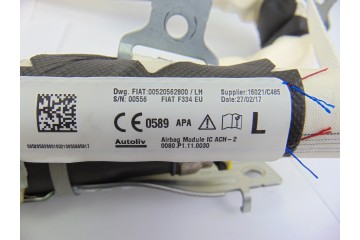 Dwg. FIAT:00520562800 / LH Supplier:16021/C485
S/N. 00556 FIAT F334 EU Date:27/02/17
CE 0589 APA L
Autoliv Airbag Module IC ACH-2
0080.P1.11.0030